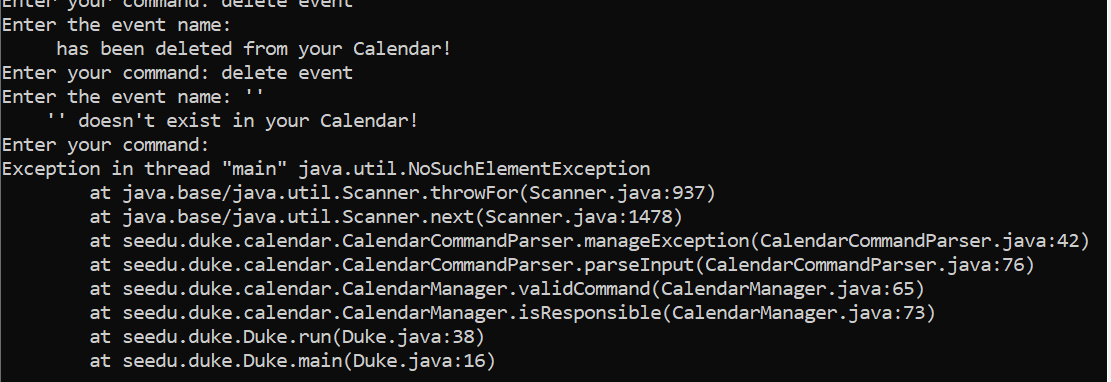 Enter your command: delete event
Enter the event name:
has been deleted from your Calendar!
Enter your command: delete event
Enter the event name: ''
'' doesn't exist in your Calendar!
Enter your command:
Exception in thread "main" java.util.NoSuchElementException
at java.base/java.util.Scanner.throwFor(Scanner.java:937)
at java.base/java.util.Scanner.next(Scanner.java:1478)
at seedu.duke.calendar.CalendarCommandParser.manageException(CalendarCommandParser.java:42)
at seedu.duke.calendar.CalendarCommandParser.parseInput(CalendarCommandParser.java:76)
at seedu.duke.calendar.CalendarManager.validCommand(CalendarManager.java:65)
at seedu.duke.calendar.CalendarManager.isResponsible(CalendarManager.java:73)
at seedu.duke.Duke.run(Duke.java:38)
at seedu.duke.Duke.main(Duke.java:16)